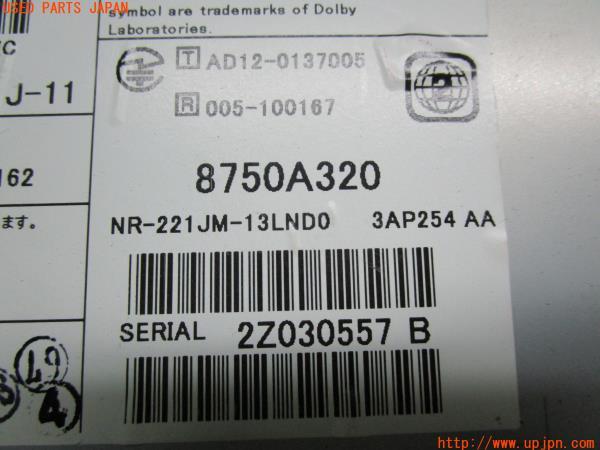 USED PARTS JAPAN
symbol are trademarks of Dolby
Laboratories.
T AD12-0137005
R 005-100167
J-11
8750A320
162
ます。
NR-221JM-13LND0 3AP254 AA
SERIAL 2Z030557 B
4
http://www.upjpn.com